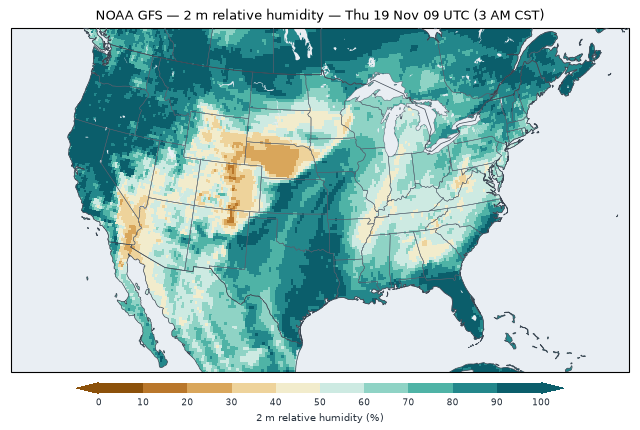 NOAA GFS — 2 m relative humidity — Thu 19 Nov 09 UTC (3 AM CST)
0 10 20 30 40 50 60 70 80 90 100
2 m relative humidity (%)